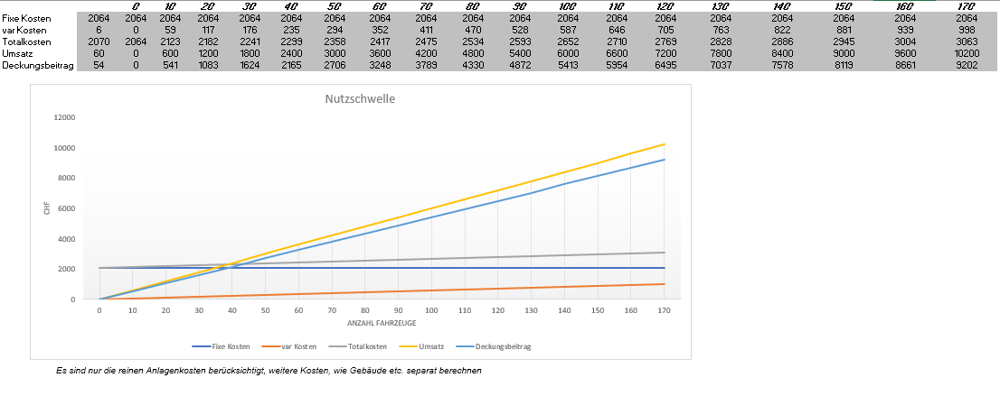 0 10 20 30 40 50 60 70 80 90 100 110 120 130 140 150 160 170
Fixe Kosten 2064 2064 2064 2064 2064 2064 2064 2064 2064 2064 2064 2064 2064 2064 2064 2064 2064 2064 2064
var Kosten 6 0 59 117 176 235 294 352 411 470 528 587 646 705 763 822 881 939 998
Totalkosten 2070 2064 2123 2182 2241 2299 2358 2417 2475 2534 2593 2652 2710 2769 2828 2886 2945 3004 3063
Umsatz 60 0 600 1200 1800 2400 3000 3600 4200 4800 5400 6000 6600 7200 7800 8400 9000 9600 10200
Deckungsbeitrag 54 0 541 1083 1624 2165 2706 3248 3789 4330 4872 5413 5954 6495 7037 7578 8119 8661 9202
Nutzschwelle
12000
10000
8000
6000
4000
2000
0
CHF
0 10 20 30 40 50 60 70 80 90 100 110 120 130 140 150 160 170
ANZAHL FAHRZEUGE
Fixe Kosten var Kosten Totalkosten Umsatz Deckungsbeitrag
Es sind nur die reinen Anlagenkosten berücksichtigt, weitere Kosten, wie Gebäude etc. separat berechnen